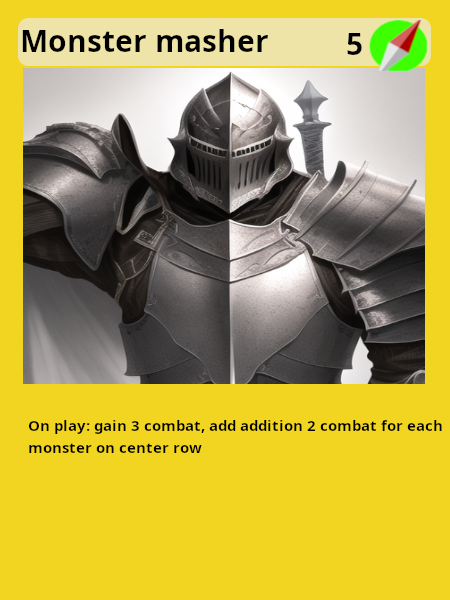 Monster masher 5
On play: gain 3 combat, add addition 2 combat for each
monster on center row